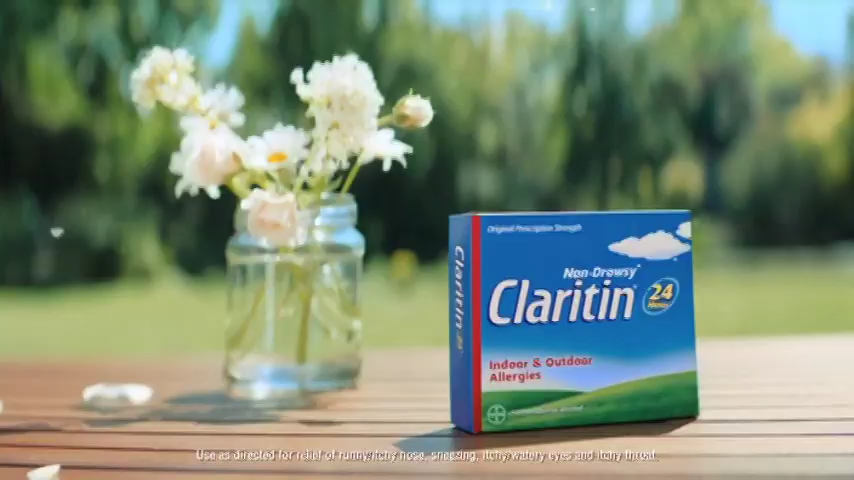 Original Prescription Strength
Non-Drowsy
Claritin
24
Claritin
Indoor & Outdoor
Allergies
Use as directed for relief of runny/itchy nose, sneezing, itchy/watery eyes and itchy throat.